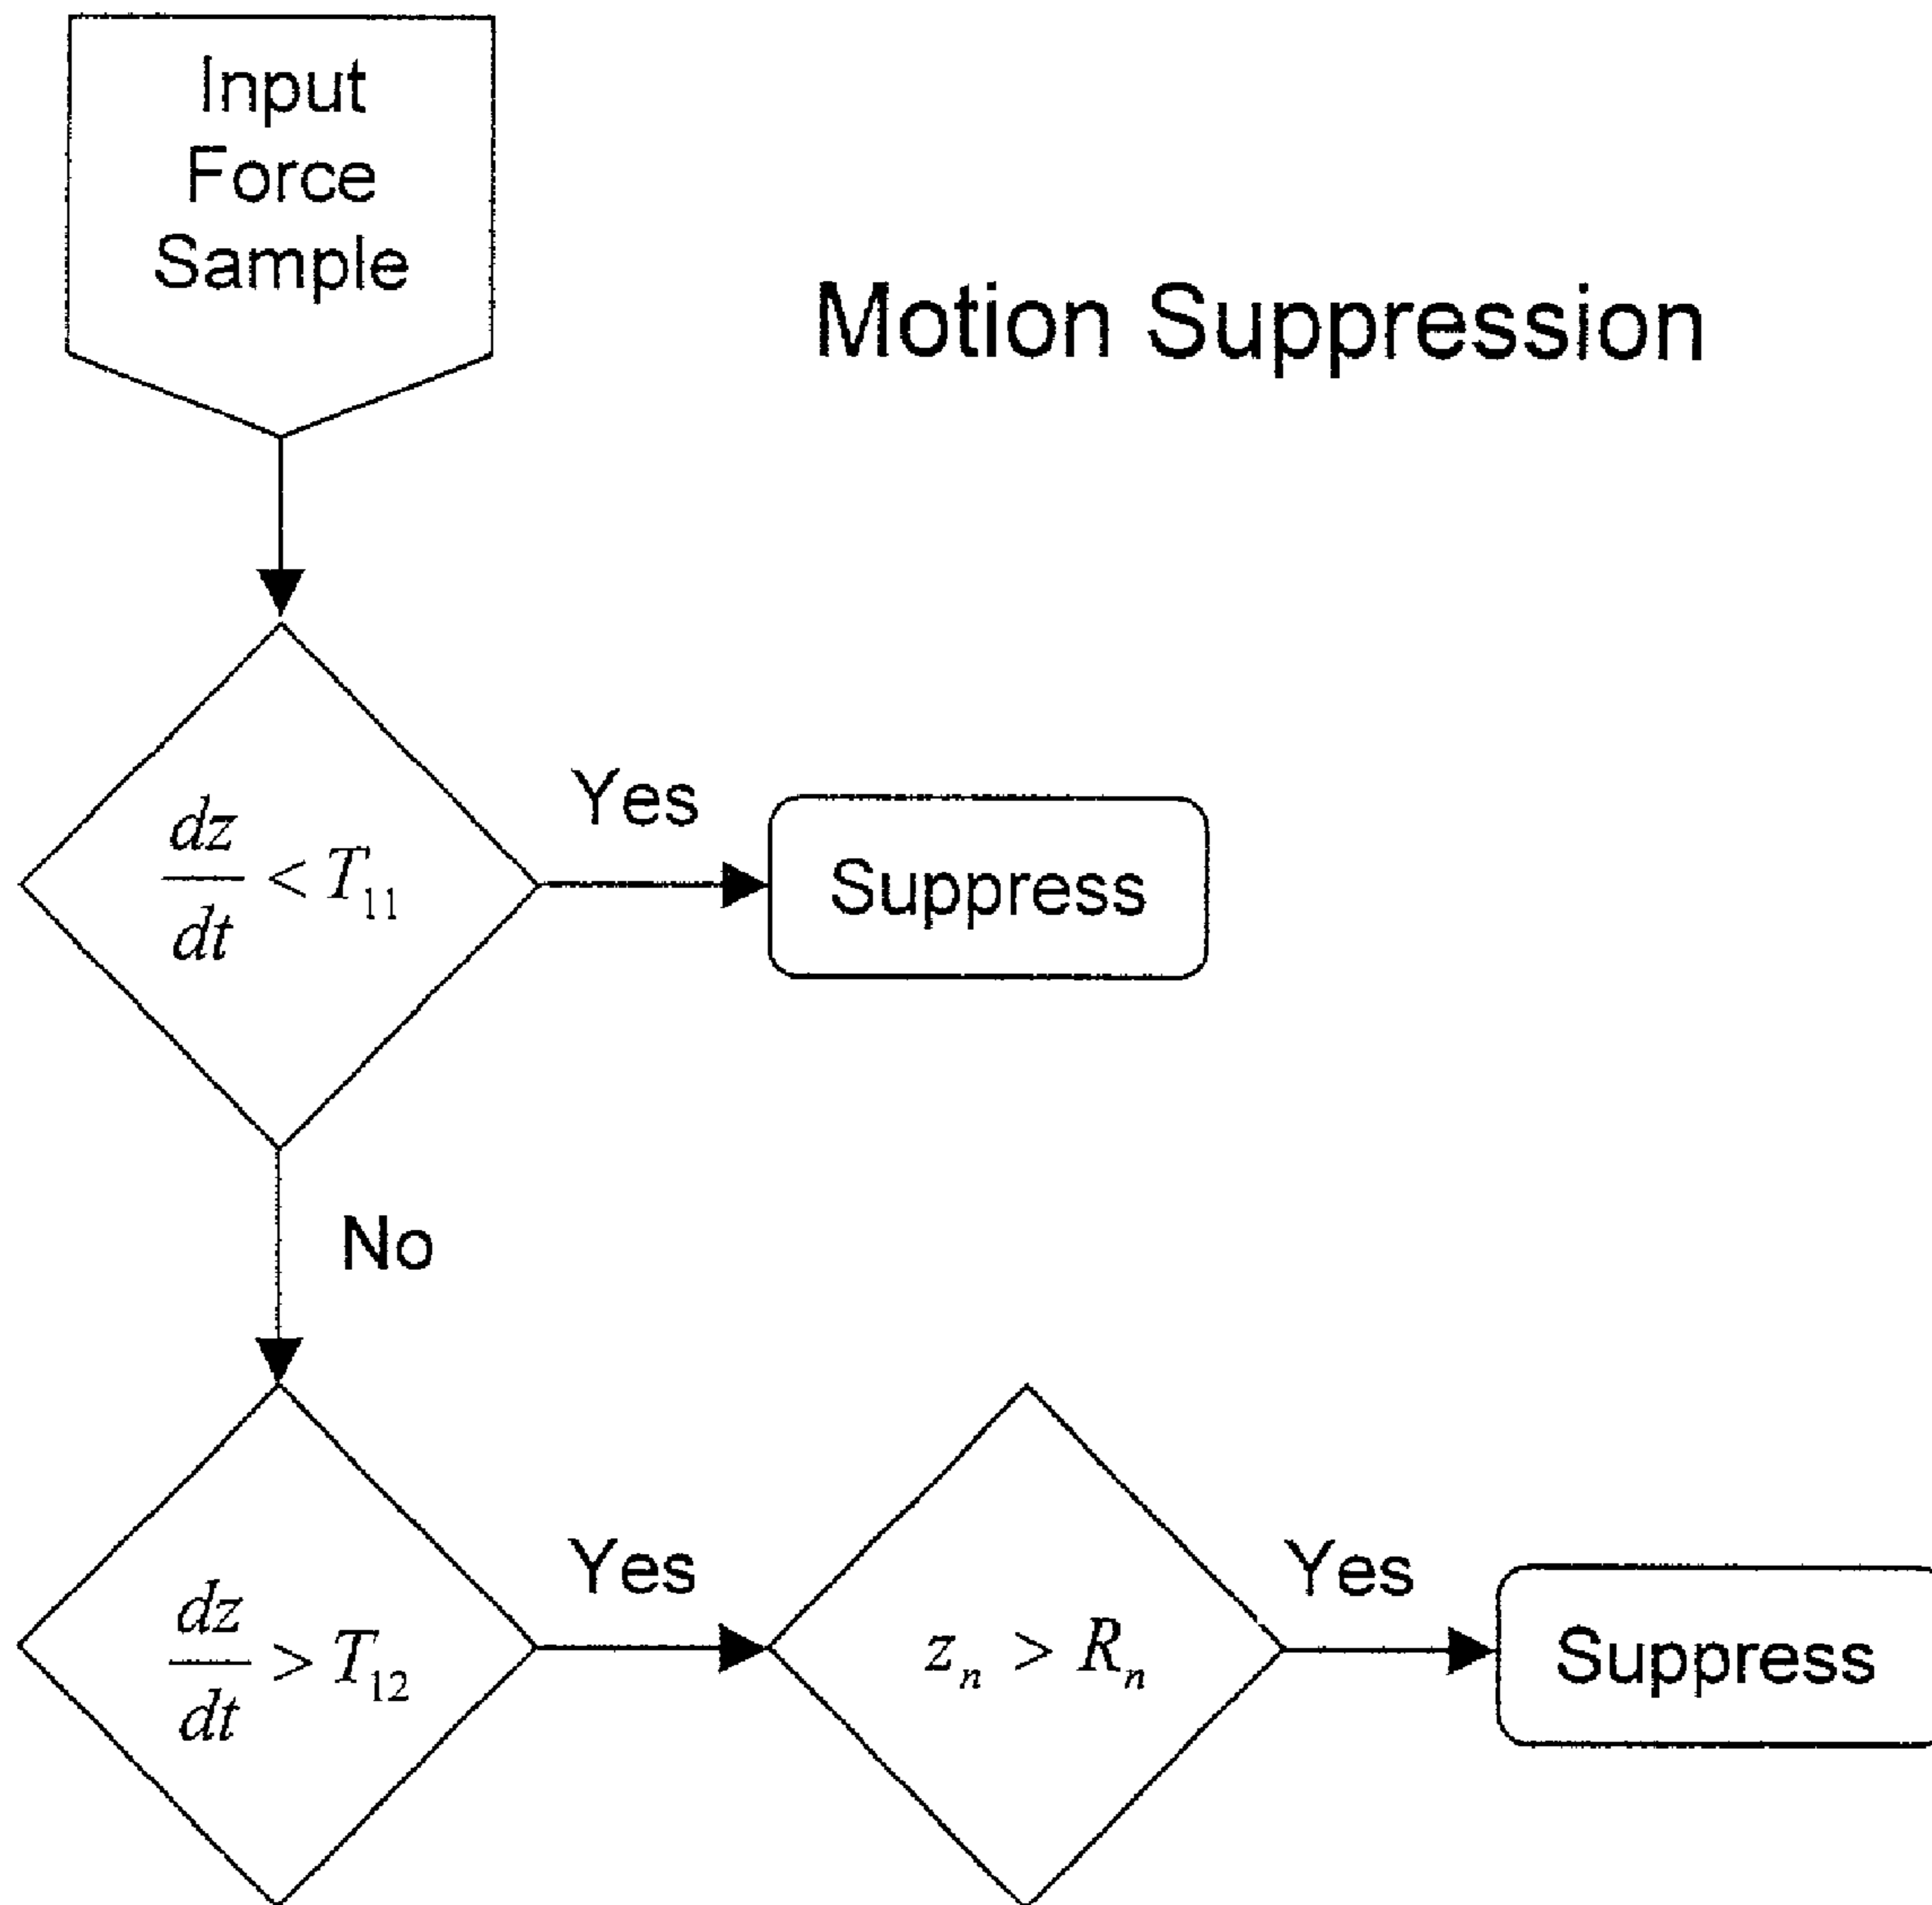 Input
Force
Sample
Motion Suppression
dz/dt < T₁₁
Yes
Suppress
No
dz/dt > T₁₂
Yes
zₙ > Rₙ
Yes
Suppress